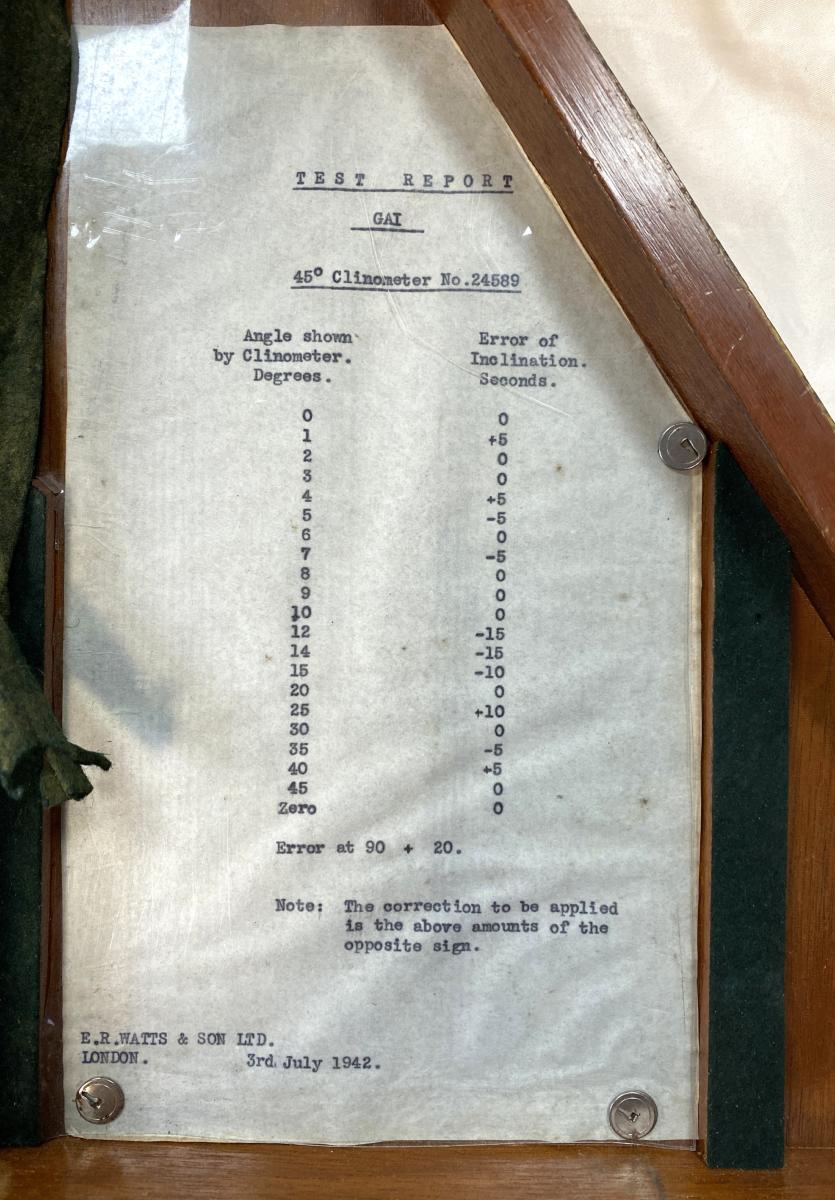 TEST REPORT
GAI
45° Clinometer No.24589
Angle shown Error of
by Clinometer. Inclination.
Degrees. Seconds.
0 0
1 +5
2 0
3 0
4 +5
5 -5
6 0
7 -5
8 0
9 0
10 0
12 -15
14 -15
15 -10
20 0
25 +10
30 0
35 -5
40 +5
45 0
Zero 0
Error at 90 + 20.
Note: The correction to be applied
is the above amounts of the
opposite sign.
E.R.WATTS & SON LTD.
LONDON. 3rd. July 1942.